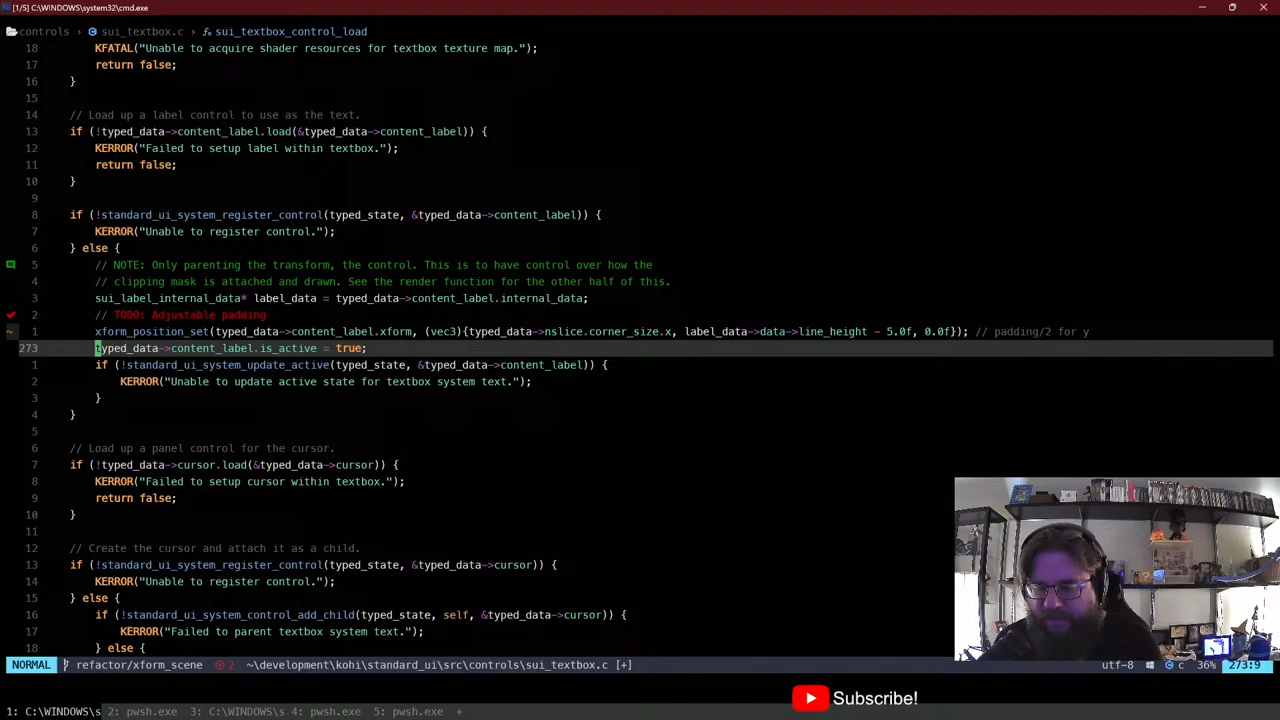 [1/5] C:\WINDOWS\system32\cmd.exe
controls > C sui_textbox.c > fx sui_textbox_control_load
18 KFATAL("Unable to acquire shader resources for textbox texture map.");
17 return false;
16 }
15
14 // Load up a label control to use as the text.
13 if (!typed_data->content_label.load(&typed_data->content_label)) {
12 KERROR("Failed to setup label within textbox.");
11 return false;
10 }
9
8 if (!standard_ui_system_register_control(typed_state, &typed_data->content_label)) {
7 KERROR("Unable to register control.");
6 } else {
5 // NOTE: Only parenting the transform, the control. This is to have control over how the
4 // clipping mask is attached and drawn. See the render function for the other half of this.
3 sui_label_internal_data* label_data = typed_data->content_label.internal_data;
2 // TODO: Adjustable padding
~ 1 xform_position_set(typed_data->content_label.xform, (vec3){typed_data->nslice.corner_size.x, label_data->data->line_height - 5.0f, 0.0f}); // padding/2 for y
273 typed_data->content_label.is_active = true;
1 if (!standard_ui_system_update_active(typed_state, &typed_data->content_label)) {
2 KERROR("Unable to update active state for textbox system text.");
3 }
4 }
5
6 // Load up a panel control for the cursor.
7 if (!typed_data->cursor.load(&typed_data->cursor)) {
8 KERROR("Failed to setup cursor within textbox.");
9 return false;
10 }
11
12 // Create the cursor and attach it as a child.
13 if (!standard_ui_system_register_control(typed_state, &typed_data->cursor)) {
14 KERROR("Unable to register control.");
15 } else {
16 if (!standard_ui_system_control_add_child(typed_state, self, &typed_data->cursor)) {
17 KERROR("Failed to parent textbox system text.");
18 } else {
NORMAL refactor/xform_scene 2 ~\development\kohi\standard_ui\src\controls\sui_textbox.c [+] utf-8 C c 36% 273:9
Subscribe!
1: C:\WINDOWS\s 2: pwsh.exe 3: C:\WINDOWS\s 4: pwsh.exe 5: pwsh.exe +